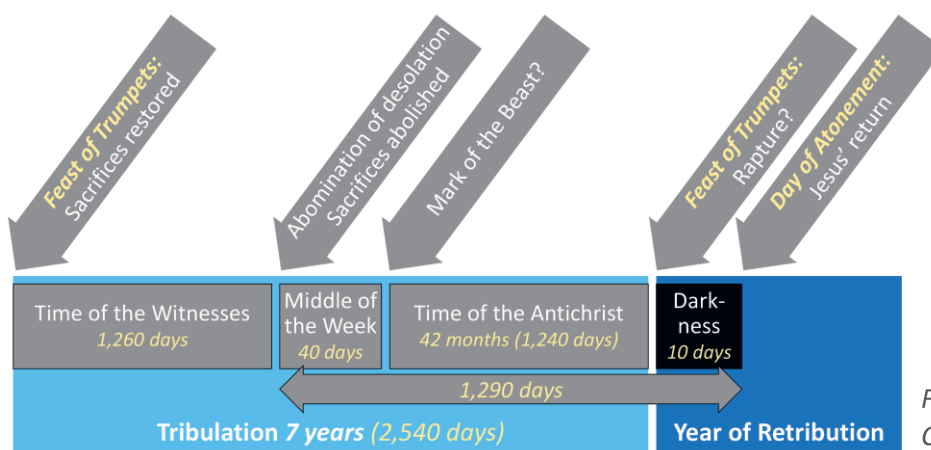 Feast of Trumpets:
Sacrifices restored
Abomination of desolation
Sacrifices abolished
Mark of the Beast?
Feast of Trumpets:
Rapture?
Day of Atonement:
Jesus’ return
Time of the Witnesses
1,260 days
Middle of
the Week
40 days
Time of the Antichrist
42 months (1,240 days)
Dark-
ness
10 days
1,290 days
Tribulation 7 years (2,540 days)
Year of Retribution